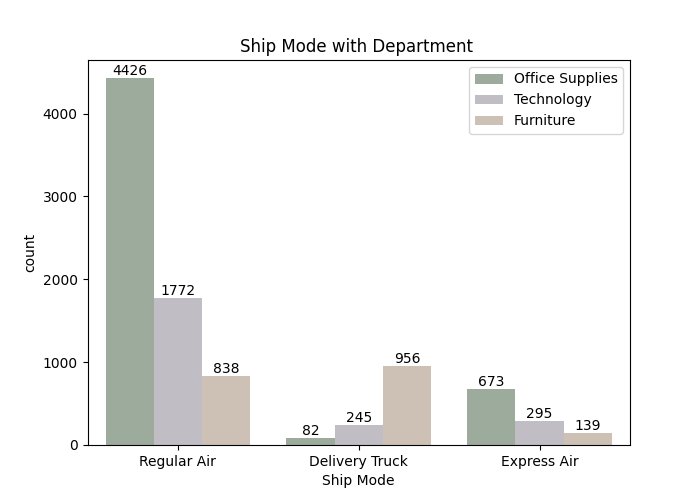 Ship Mode with Department
4426
Office Supplies
Technology
Furniture
4000
3000
count
2000
1772
1000
956
838
673
295
245
139
82
0
Regular Air
Delivery Truck
Express Air
Ship Mode